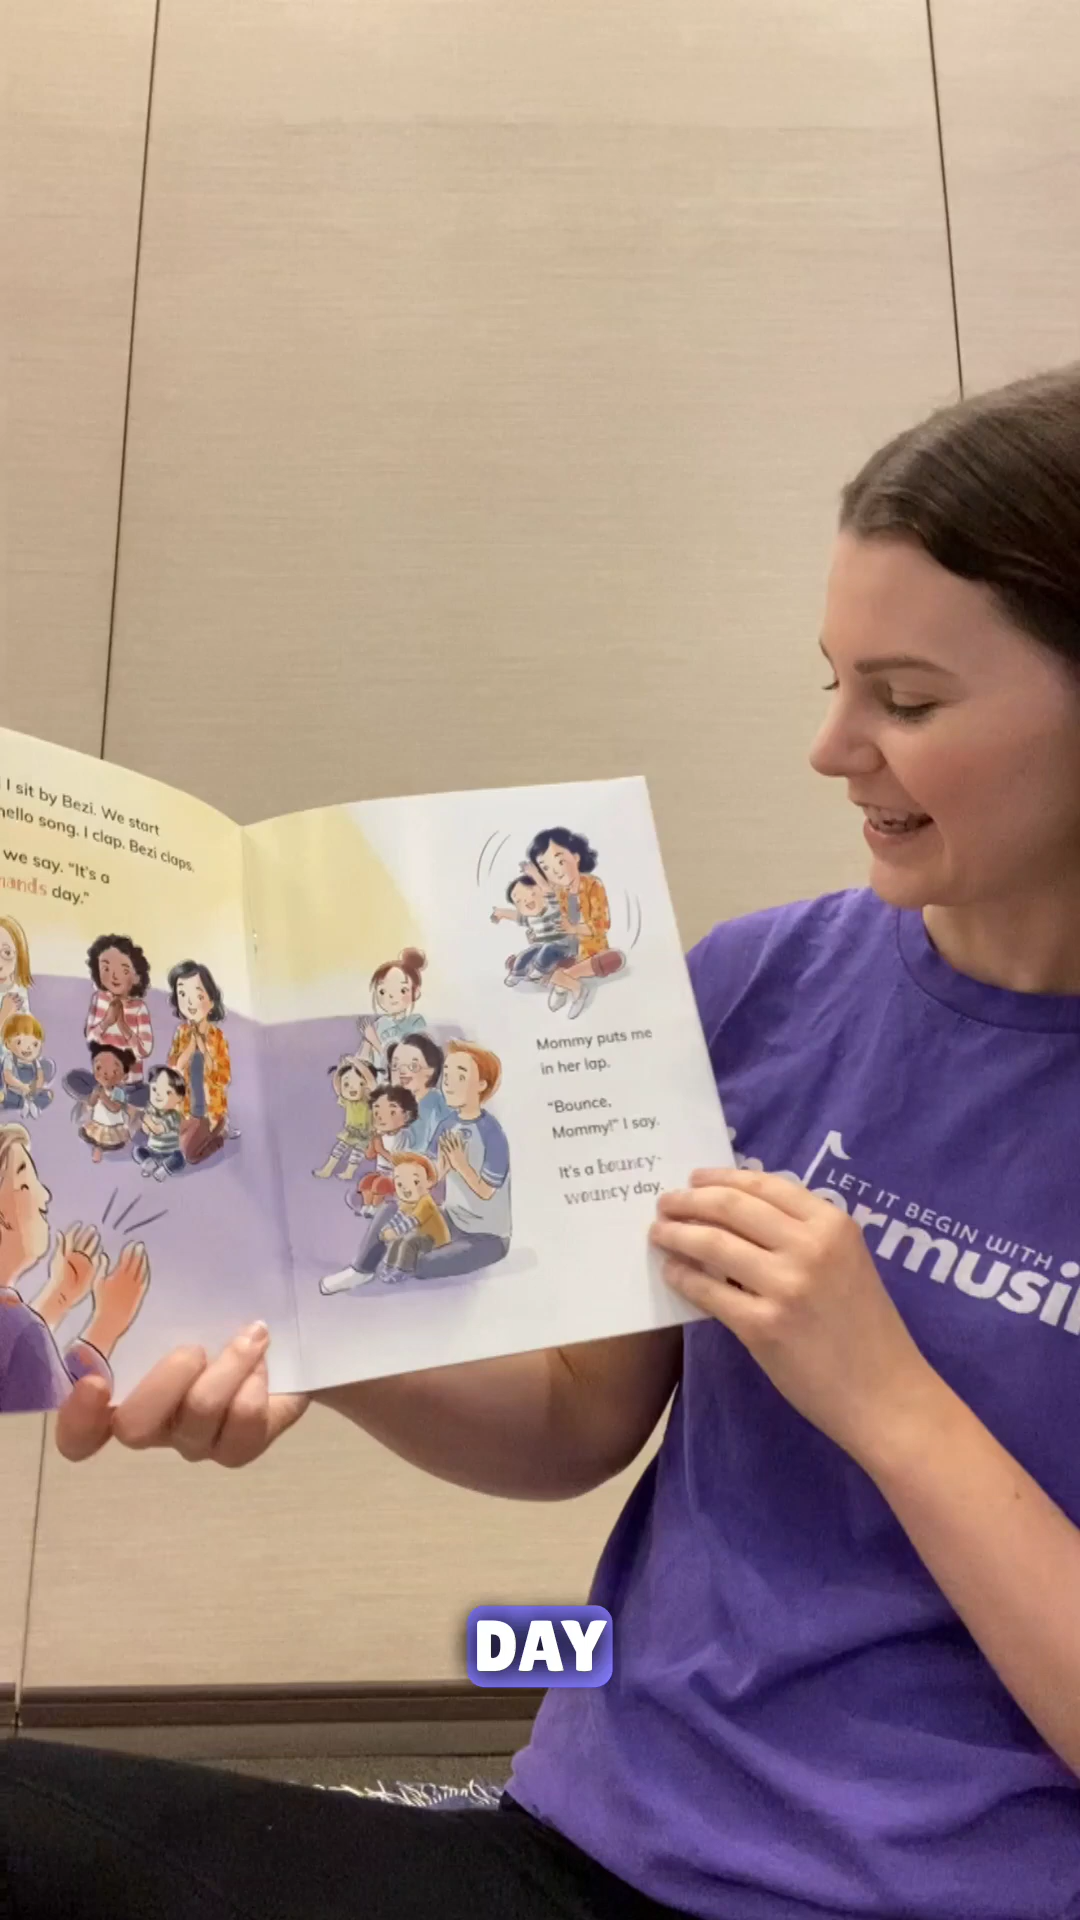 I sit by Bezi. We start
hello song. I clap. Bezi claps.
we say. "It's a
hands day."
Mommy puts me
in her lap.
"Bounce,
Mommy!" I say.
It's a bouncy-
wouncy day.
LET IT BEGIN WITH
dermusi
DAY